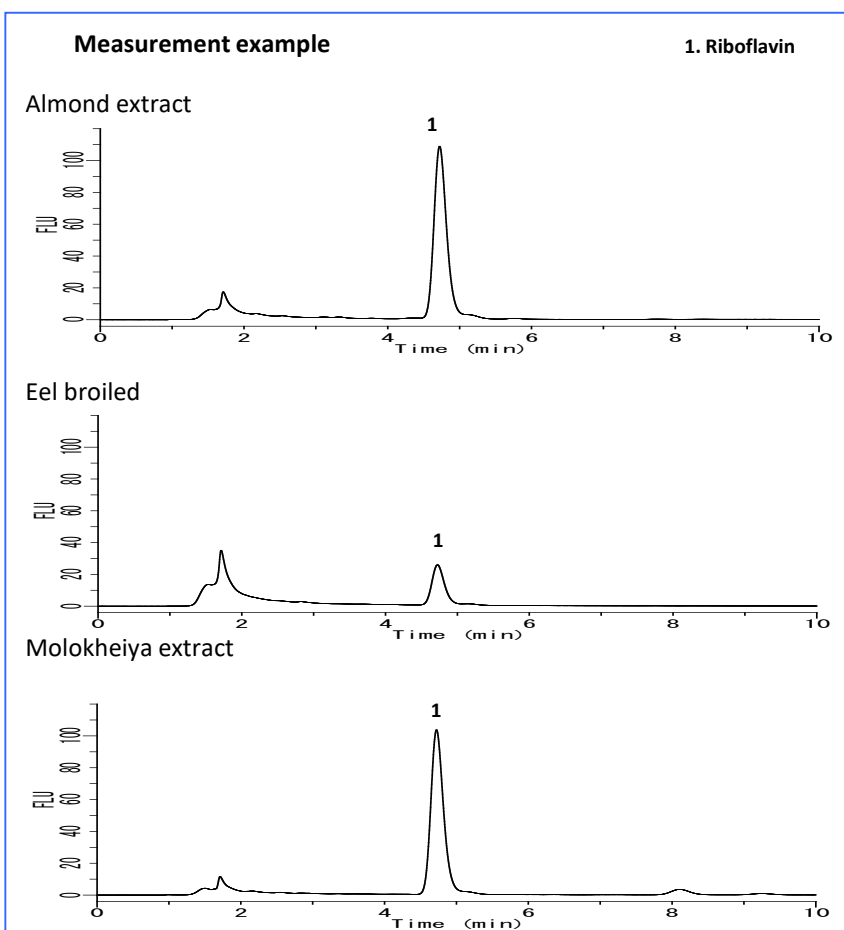 Measurement example
1. Riboflavin
Almond extract
1
FLU
100
80
60
40
20
0
0 2 4 6 8 10
Time (min)
Eel broiled
1
FLU
100
80
60
40
20
0
0 2 4 6 8 10
Time (min)
Molokheiya extract
1
FLU
100
80
60
40
20
0
0 2 4 6 8 10
Time (min)